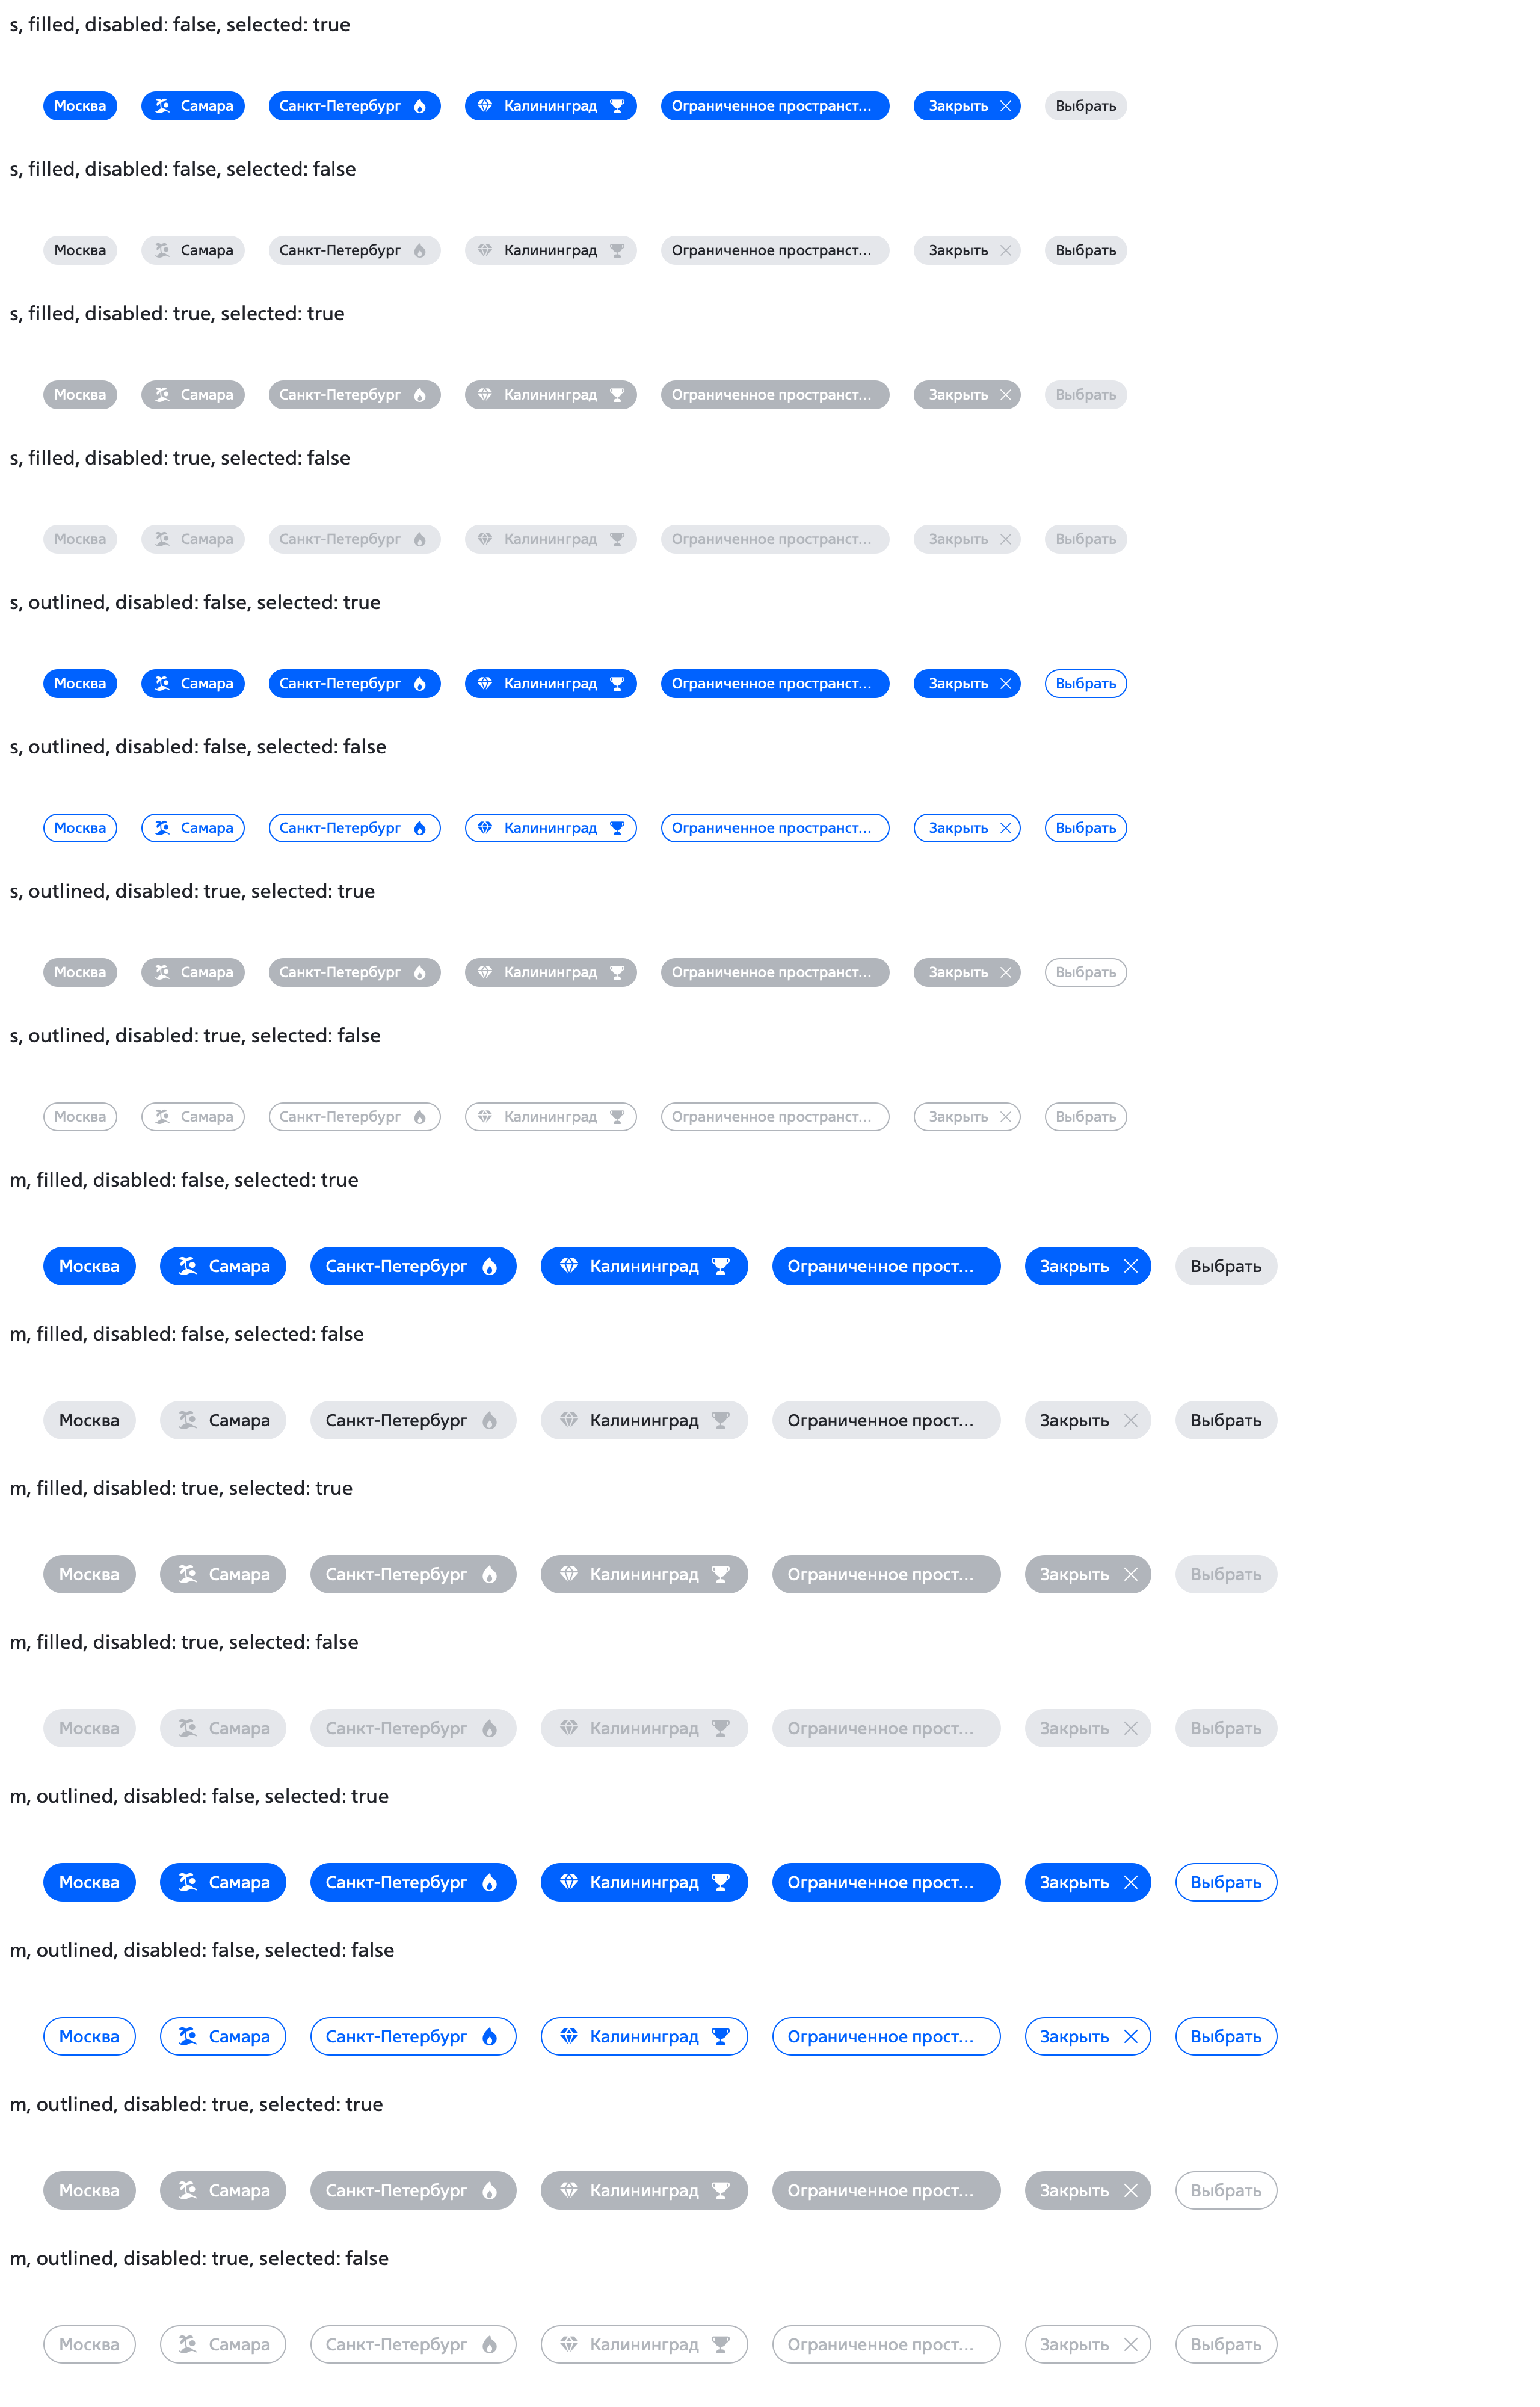 s, filled, disabled: false, selected: true
Москва Самара Санкт-Петербург Калининград Ограниченное пространст... Закрыть Выбрать
s, filled, disabled: false, selected: false
Москва Самара Санкт-Петербург Калининград Ограниченное пространст... Закрыть Выбрать
s, filled, disabled: true, selected: true
Москва Самара Санкт-Петербург Калининград Ограниченное пространст... Закрыть Выбрать
s, filled, disabled: true, selected: false
Москва Самара Санкт-Петербург Калининград Ограниченное пространст... Закрыть Выбрать
s, outlined, disabled: false, selected: true
Москва Самара Санкт-Петербург Калининград Ограниченное пространст... Закрыть Выбрать
s, outlined, disabled: false, selected: false
Москва Самара Санкт-Петербург Калининград Ограниченное пространст... Закрыть Выбрать
s, outlined, disabled: true, selected: true
Москва Самара Санкт-Петербург Калининград Ограниченное пространст... Закрыть Выбрать
s, outlined, disabled: true, selected: false
Москва Самара Санкт-Петербург Калининград Ограниченное пространст... Закрыть Выбрать
m, filled, disabled: false, selected: true
Москва Самара Санкт-Петербург Калининград Ограниченное прост... Закрыть Выбрать
m, filled, disabled: false, selected: false
Москва Самара Санкт-Петербург Калининград Ограниченное прост... Закрыть Выбрать
m, filled, disabled: true, selected: true
Москва Самара Санкт-Петербург Калининград Ограниченное прост... Закрыть Выбрать
m, filled, disabled: true, selected: false
Москва Самара Санкт-Петербург Калининград Ограниченное прост... Закрыть Выбрать
m, outlined, disabled: false, selected: true
Москва Самара Санкт-Петербург Калининград Ограниченное прост... Закрыть Выбрать
m, outlined, disabled: false, selected: false
Москва Самара Санкт-Петербург Калининград Ограниченное прост... Закрыть Выбрать
m, outlined, disabled: true, selected: true
Москва Самара Санкт-Петербург Калининград Ограниченное прост... Закрыть Выбрать
m, outlined, disabled: true, selected: false
Москва Самара Санкт-Петербург Калининград Ограниченное прост... Закрыть Выбрать